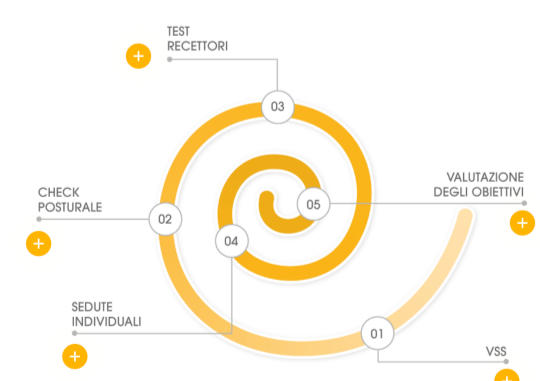 TEST
RECETTORI
03
VALUTAZIONE
DEGLI OBIETTIVI
CHECK
POSTURALE
02
05
04
SEDUTE
INDIVIDUALI
01
VSS